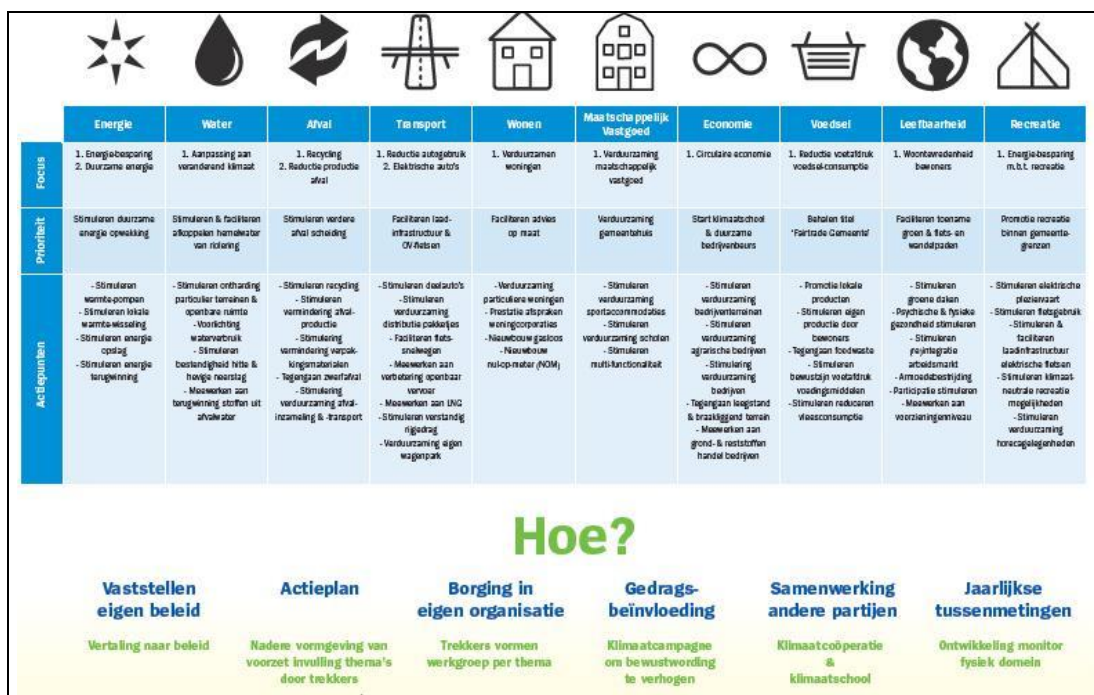 Energie
Water
Afval
Transport
Wonen
Maatschappelijk
Vastgoed
Economie
Voedsel
Leefbaarheid
Recreatie
Focus
1. Energie-besparing
2. Duurzame energie
1. Aanpassing aan
veranderend klimaat
1. Recycling
2. Reductie productie
afval
1. Reductie autogebruik
2. Elektrische auto's
1. Verduurzamen
woningen
1. Verduurzaming
maatschappelijk
vastgoed
1. Circulaire economie
1. Reductie voetafdruk
voedsel-consumptie
1. Woontevredenheid
bewoners
1. Energie-besparing
m.b.t. recreatie
Prioriteit
Stimuleren duurzame
energie opwekking
Stimuleren & faciliteren
afkoppelen hemelwater
van riolering
Stimuleren verdere
afval scheiding
Faciliteren laad-
infrastructuur &
OV-fietsen
Faciliteren advies
op maat
Verduurzaming
gemeentehuis
Start klimaatschool
& duurzame
bedrijvenbeurs
Behalen titel
'Fairtrade Gemeente'
Faciliteren toename
groen & fiets- en
wandelpaden
Promotie recreatie
binnen gemeente-
grenzen
Actiepunten
- Stimuleren
warmte-pompen
- Stimuleren lokale
warmte-wisseling
- Stimuleren energie
opslag
- Stimuleren energie
terugwinning
- Stimuleren ontharding
particulier terreinen &
openbare ruimte
- Voorlichting
waterverbruik
- Stimuleren
bestendigheid hitte &
hevige neerslag
- Meewerken aan
terugwinning stoffen uit
afvalwater
- Stimuleren recycling
- Stimuleren
vermindering afval-
productie
- Stimulering
vermindering verpak-
kingsmaterialen
- Tegengaan zwerfafval
- Stimulering
verduurzaming afval-
inzameling & -transport
- Stimuleren deelauto's
- Stimuleren
verduurzaming
distributie pakketjes
- Faciliteren fiets-
snelwegen
- Meewerken aan
verbetering openbaar
vervoer
- Meewerken aan LNG
- Stimuleren verstandig
rijgedrag
- Verduurzaming eigen
wagenpark
- Verduurzaming
particuliere woningen
- Prestatie afspraken
woningcorporaties
- Nieuwbouw gasloos
- Nieuwbouw
nul-op-meter (NOM)
- Stimuleren
verduurzaming
sportaccommodaties
- Stimuleren
verduurzaming scholen
- Stimuleren
multi-functionaliteit
- Stimuleren
verduurzaming
bedrijventerreinen
- Stimuleren
verduurzaming
agrarische bedrijven
- Stimulering
verduurzaming
bedrijven
- Tegengaan leegstand
& braakliggend terrein
- Meewerken aan
grond- & reststoffen
handel bedrijven
- Promotie lokale
producten
- Stimuleren eigen
productie door
bewoners
- Tegengaan foodwaste
- Stimuleren
bewustzijn voetafdruk
voedingsmiddelen
- Stimuleren reduceren
vleesconsumptie
- Stimuleren
groene daken
- Psychische & fysieke
gezondheid stimuleren
- Stimuleren
(re)integratie
arbeidsmarkt
- Armoedebestrijding
- Participatie stimuleren
- Meewerken aan
voorzieningenniveau
- Stimuleren elektrische
pleziervaart
- Stimuleren fietsgebruik
- Stimuleren &
faciliteren
laadinfrastructuur
elektrische fietsen
- Stimuleren klimaat-
neutrale recreatie
mogelijkheden
- Stimuleren
verduurzaming
horecagelegenheden
Hoe?
Vaststellen
eigen beleid
Vertaling naar beleid
Actieplan
Nadere vormgeving van
voorzet invulling thema's
door trekkers
Borging in
eigen organisatie
Trekkers vormen
werkgroep per thema
Gedrags-
beïnvloeding
Klimaatcampagne
om bewustwording
te verhogen
Samenwerking
andere partijen
Klimaatcoöperatie
&
klimaatschool
Jaarlijkse
tussenmetingen
Ontwikkeling monitor
fysiek domein